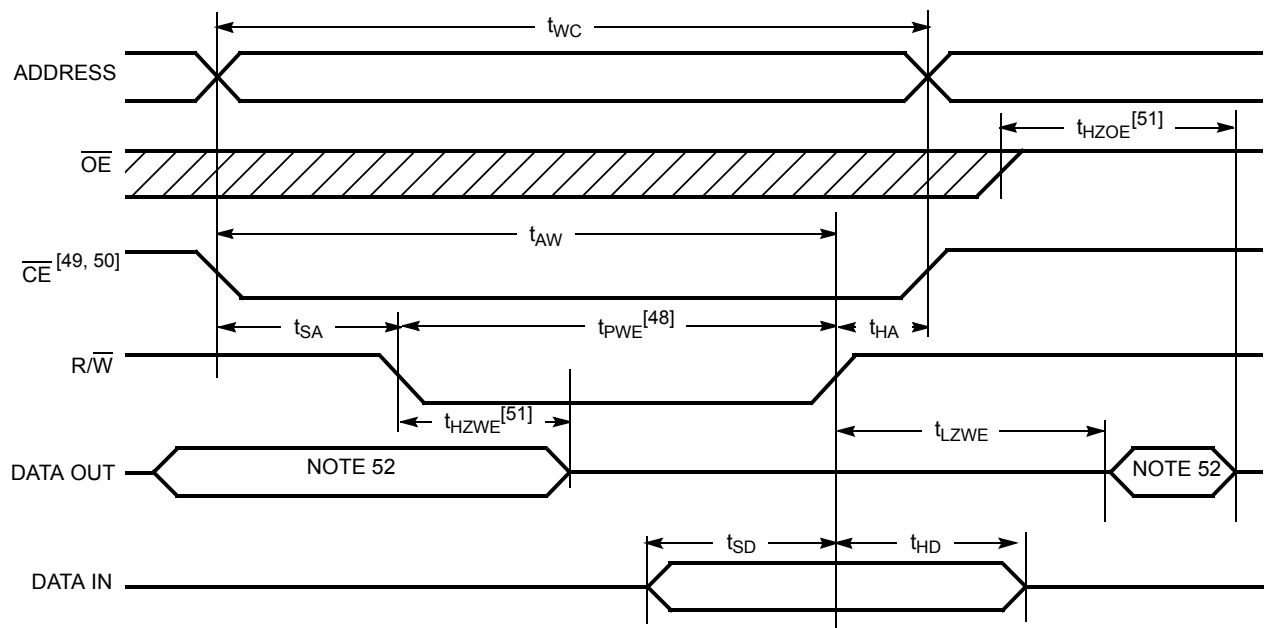 tWC
ADDRESS
tHZOE[51]
OE
tAW
CE [49, 50]
tSA
tPWE[48]
tHA
R/W
tHZWE[51]
tLZWE
DATA OUT
NOTE 52
NOTE 52
tSD
tHD
DATA IN